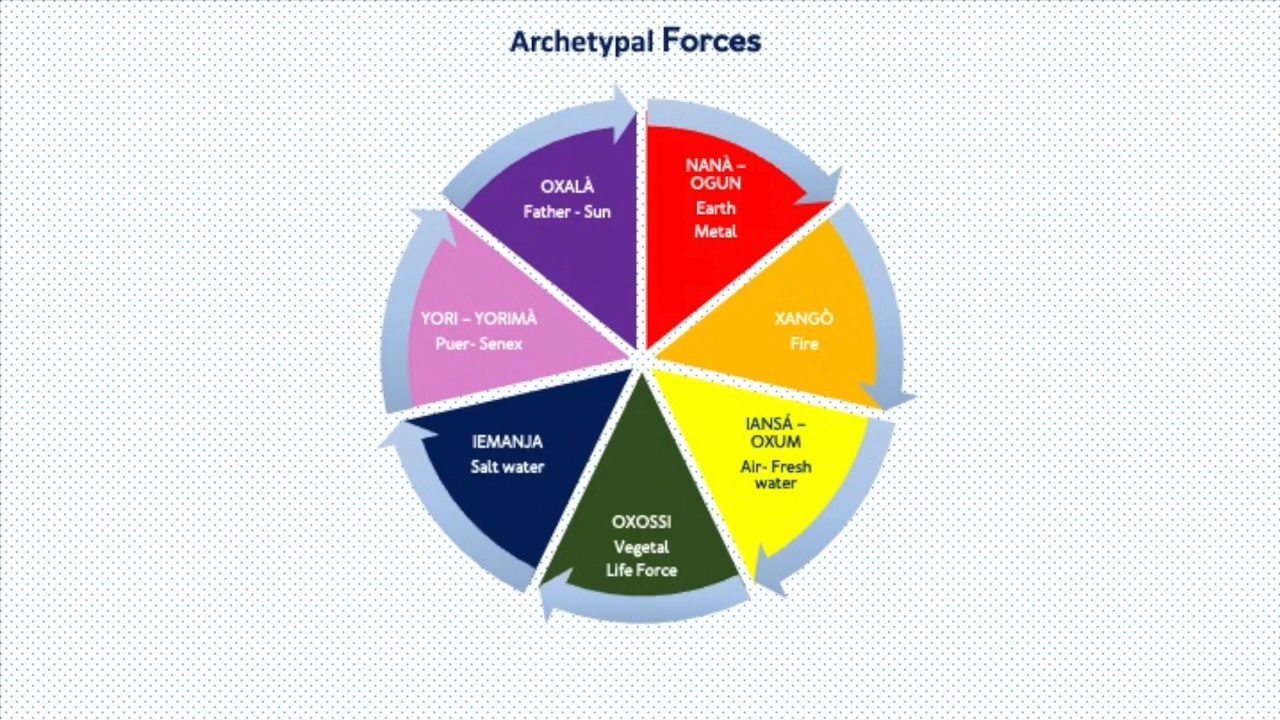 Archetypal Forces
OXALÀ
Father - Sun
NANÀ –
OGUN
Earth
Metal
XANGÒ
Fire
IANSÁ –
OXUM
Air- Fresh
water
OXOSSI
Vegetal
Life Force
IEMANJA
Salt water
YORI – YORIMÀ
Puer- Senex